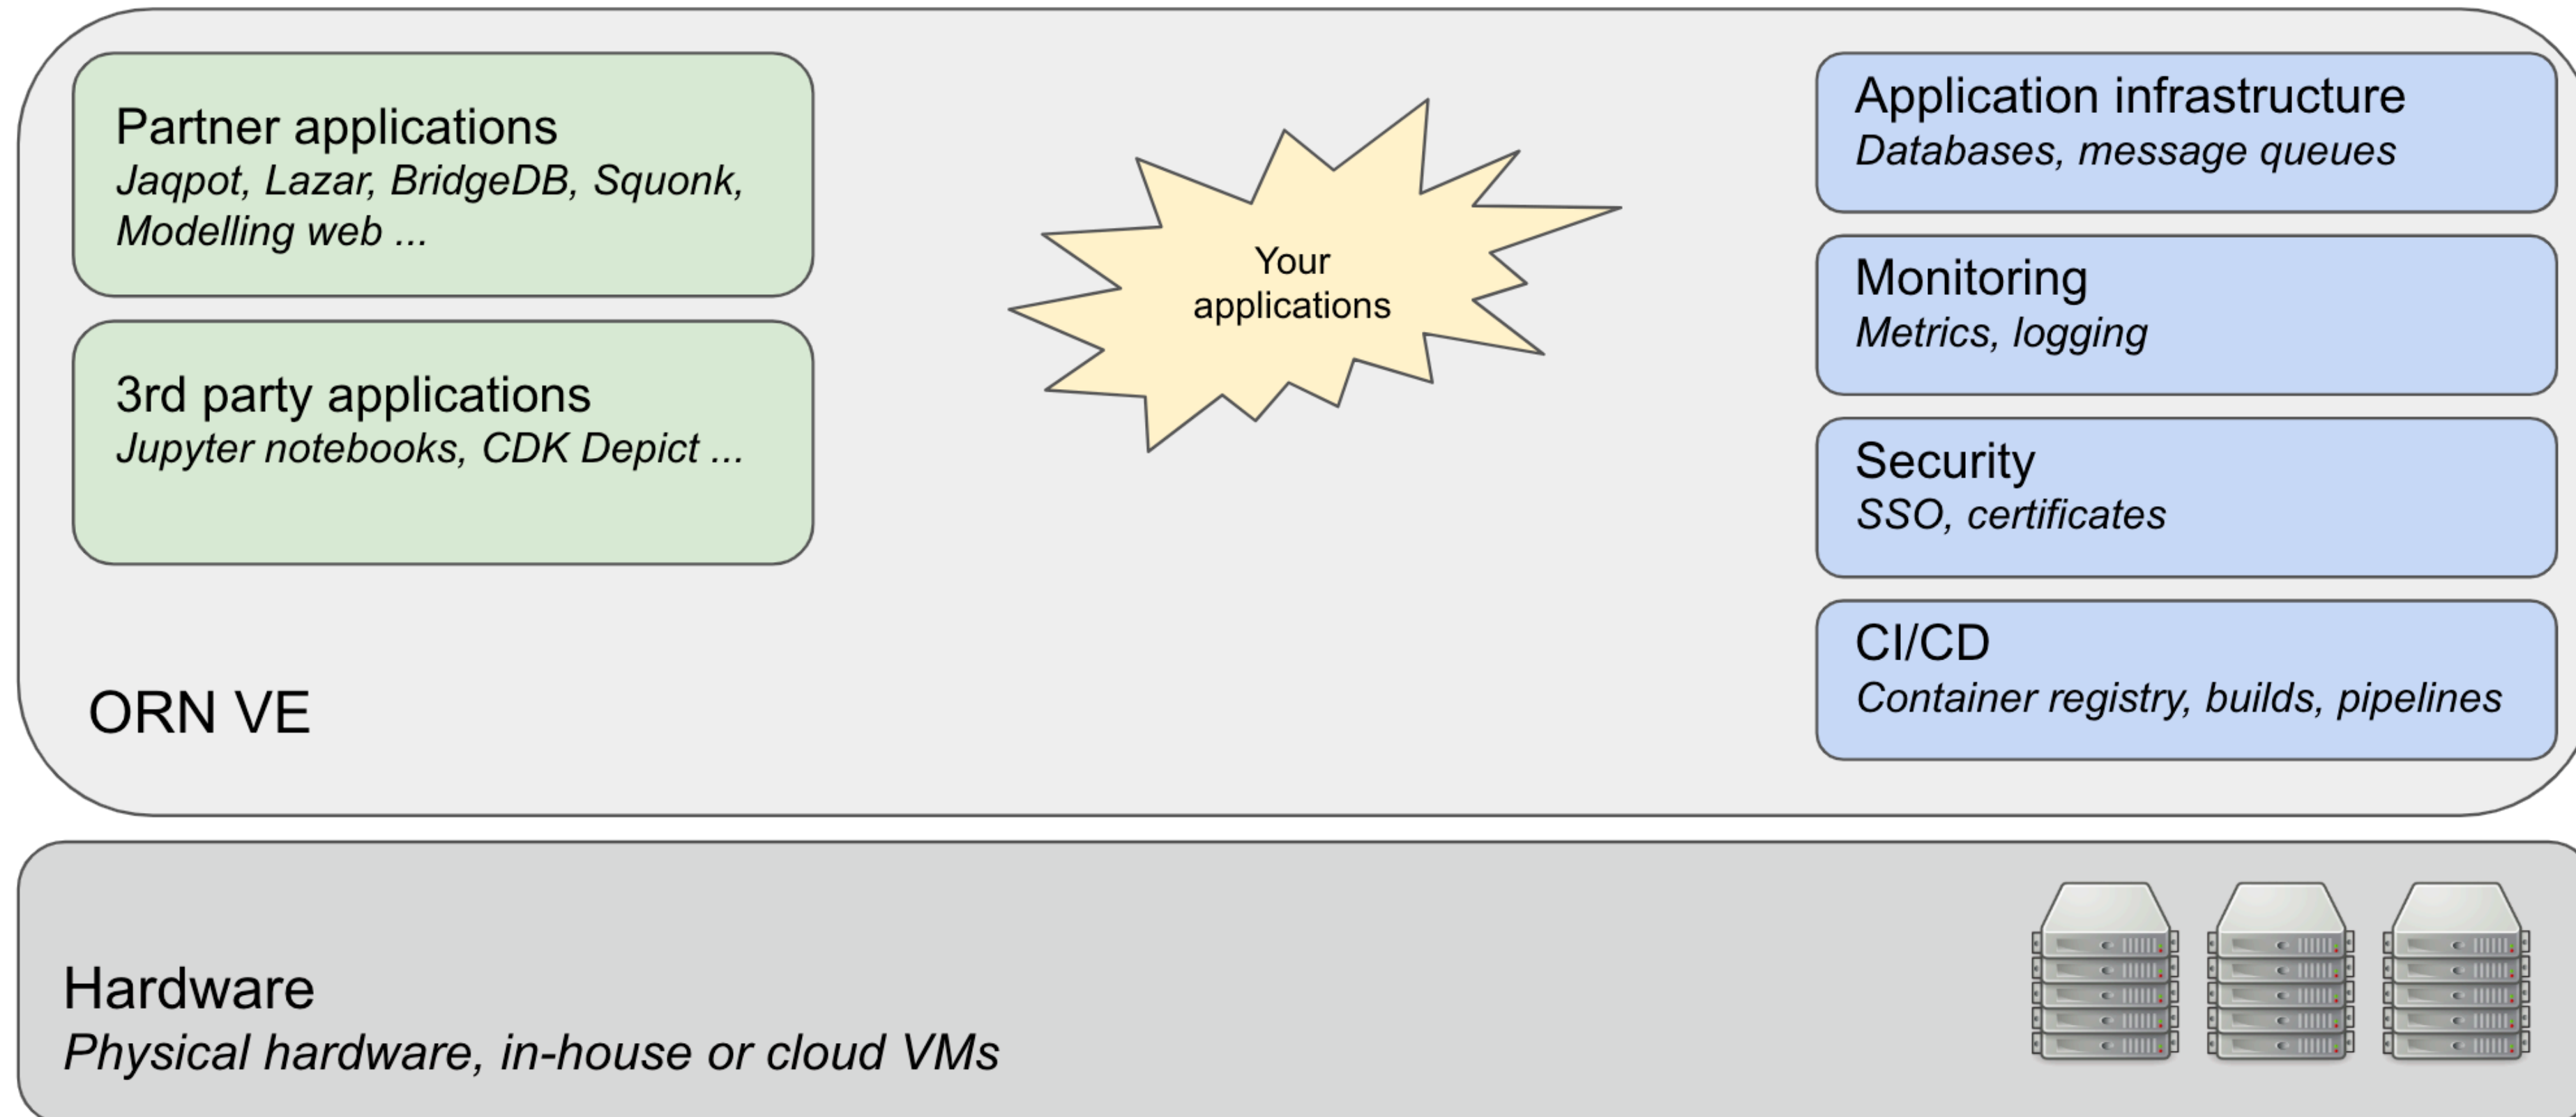 Partner applications
Jaqpot, Lazar, BridgeDB, Squonk,
Modelling web ...
3rd party applications
Jupyter notebooks, CDK Depict ...
ORN VE
Your
applications
Application infrastructure
Databases, message queues
Monitoring
Metrics, logging
Security
SSO, certificates
CI/CD
Container registry, builds, pipelines
Hardware
Physical hardware, in-house or cloud VMs